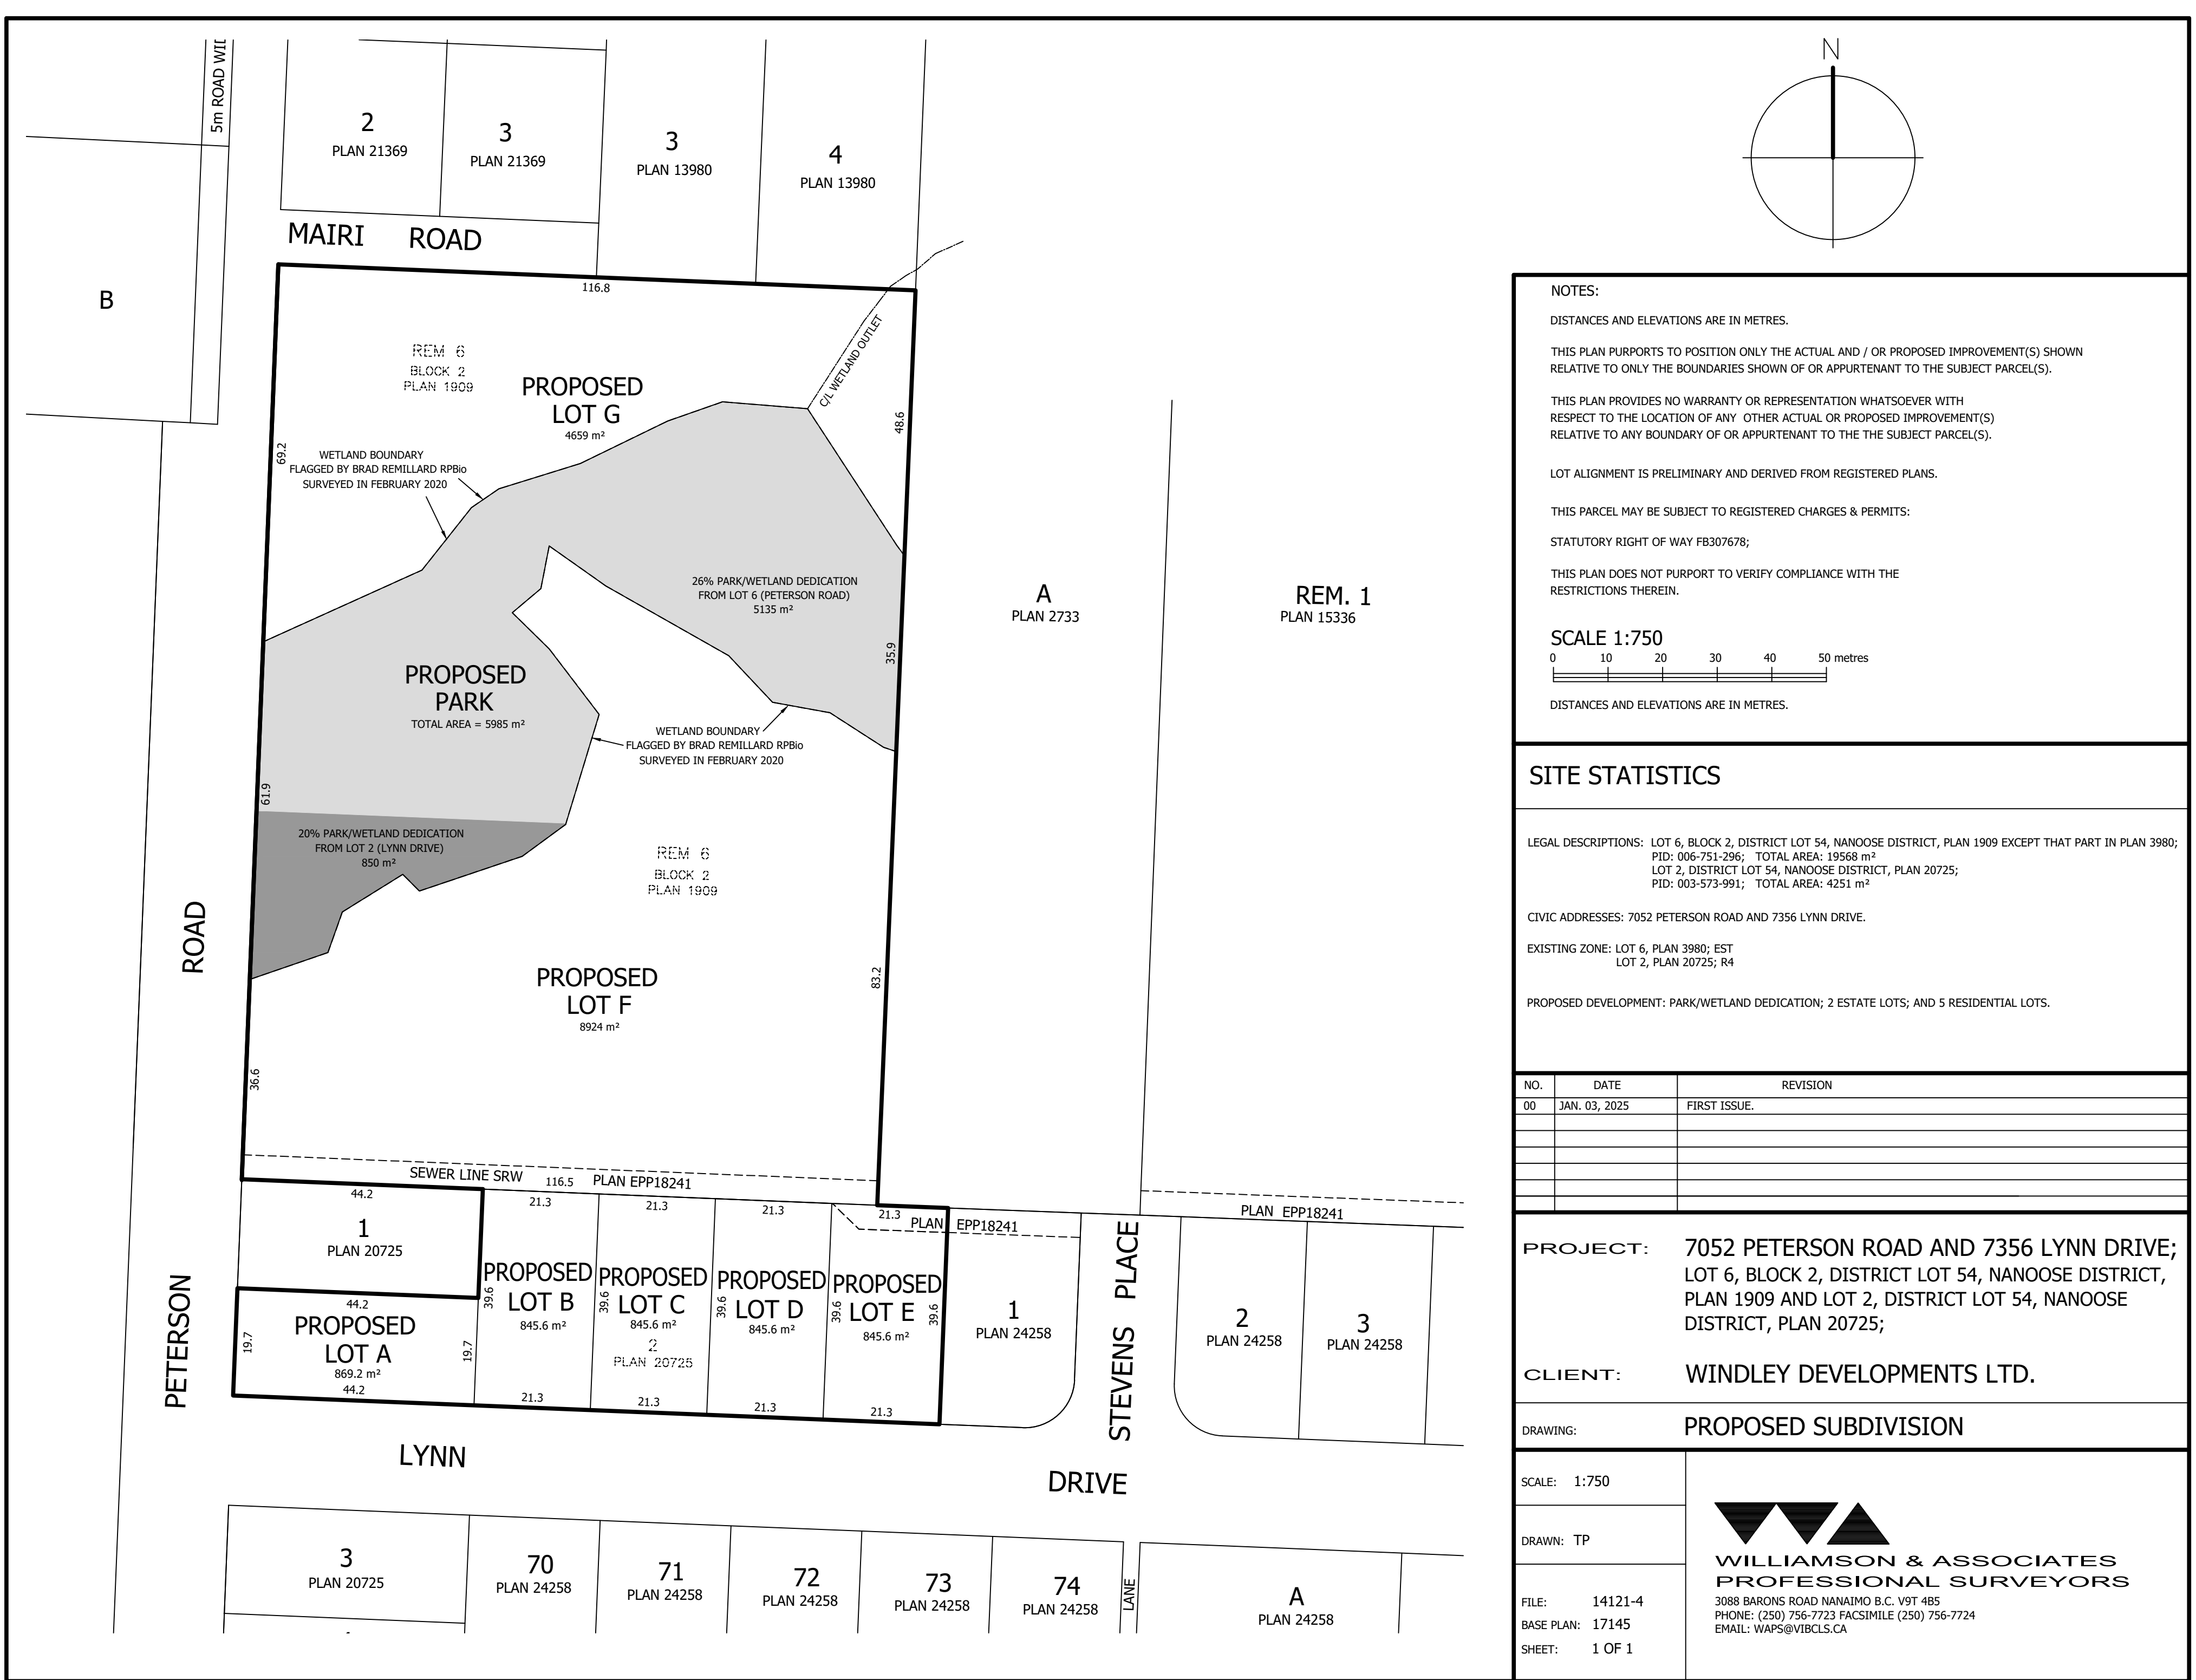 5m ROAD WID
2
PLAN 21369
3
PLAN 21369
3
PLAN 13980
4
PLAN 13980
N
MAIRI ROAD
B
116.8
REM 6
BLOCK 2
PLAN 1909
PROPOSED
LOT G
4659 m²
C/L WETLAND OUTLET
48.6
69.2
WETLAND BOUNDARY
FLAGGED BY BRAD REMILLARD RPBio
SURVEYED IN FEBRUARY 2020
26% PARK/WETLAND DEDICATION
FROM LOT 6 (PETERSON ROAD)
5135 m²
A
PLAN 2733
REM. 1
PLAN 15336
35.9
PROPOSED
PARK
TOTAL AREA = 5985 m²
WETLAND BOUNDARY
FLAGGED BY BRAD REMILLARD RPBio
SURVEYED IN FEBRUARY 2020
61.9
20% PARK/WETLAND DEDICATION
FROM LOT 2 (LYNN DRIVE)
850 m²
REM 6
BLOCK 2
PLAN 1909
PROPOSED
LOT F
8924 m²
83.2
36.6
PETERSON ROAD
SEWER LINE SRW 116.5 PLAN EPP18241
44.2
1
PLAN 20725
21.3
21.3
21.3
21.3
PLAN EPP18241
PLAN EPP18241
44.2
PROPOSED
LOT A
869.2 m²
44.2
19.7
19.7
39.6
PROPOSED
LOT B
845.6 m²
21.3
39.6
PROPOSED
LOT C
845.6 m²
2
PLAN 20725
21.3
39.6
PROPOSED
LOT D
845.6 m²
21.3
39.6
PROPOSED
LOT E
845.6 m²
39.6
21.3
1
PLAN 24258
STEVENS PLACE
2
PLAN 24258
3
PLAN 24258
LYNN DRIVE
3
PLAN 20725
70
PLAN 24258
71
PLAN 24258
72
PLAN 24258
73
PLAN 24258
74
PLAN 24258
LANE
A
PLAN 24258
NOTES:
DISTANCES AND ELEVATIONS ARE IN METRES.
THIS PLAN PURPORTS TO POSITION ONLY THE ACTUAL AND / OR PROPOSED IMPROVEMENT(S) SHOWN
RELATIVE TO ONLY THE BOUNDARIES SHOWN OF OR APPURTENANT TO THE SUBJECT PARCEL(S).
THIS PLAN PROVIDES NO WARRANTY OR REPRESENTATION WHATSOEVER WITH
RESPECT TO THE LOCATION OF ANY OTHER ACTUAL OR PROPOSED IMPROVEMENT(S)
RELATIVE TO ANY BOUNDARY OF OR APPURTENANT TO THE THE SUBJECT PARCEL(S).
LOT ALIGNMENT IS PRELIMINARY AND DERIVED FROM REGISTERED PLANS.
THIS PARCEL MAY BE SUBJECT TO REGISTERED CHARGES & PERMITS:
STATUTORY RIGHT OF WAY FB307678;
THIS PLAN DOES NOT PURPORT TO VERIFY COMPLIANCE WITH THE
RESTRICTIONS THEREIN.
SCALE 1:750
0 10 20 30 40 50 metres
DISTANCES AND ELEVATIONS ARE IN METRES.
SITE STATISTICS
LEGAL DESCRIPTIONS: LOT 6, BLOCK 2, DISTRICT LOT 54, NANOOSE DISTRICT, PLAN 1909 EXCEPT THAT PART IN PLAN 3980;
PID: 006-751-296; TOTAL AREA: 19568 m²
LOT 2, DISTRICT LOT 54, NANOOSE DISTRICT, PLAN 20725;
PID: 003-573-991; TOTAL AREA: 4251 m²
CIVIC ADDRESSES: 7052 PETERSON ROAD AND 7356 LYNN DRIVE.
EXISTING ZONE: LOT 6, PLAN 3980; EST
LOT 2, PLAN 20725; R4
PROPOSED DEVELOPMENT: PARK/WETLAND DEDICATION; 2 ESTATE LOTS; AND 5 RESIDENTIAL LOTS.
NO. DATE REVISION
00 JAN. 03, 2025 FIRST ISSUE.
PROJECT: 7052 PETERSON ROAD AND 7356 LYNN DRIVE;
LOT 6, BLOCK 2, DISTRICT LOT 54, NANOOSE DISTRICT,
PLAN 1909 AND LOT 2, DISTRICT LOT 54, NANOOSE
DISTRICT, PLAN 20725;
CLIENT: WINDLEY DEVELOPMENTS LTD.
DRAWING: PROPOSED SUBDIVISION
SCALE: 1:750
DRAWN: TP
FILE: 14121-4
BASE PLAN: 17145
SHEET: 1 OF 1
WILLIAMSON & ASSOCIATES
PROFESSIONAL SURVEYORS
3088 BARONS ROAD NANAIMO B.C. V9T 4B5
PHONE: (250) 756-7723 FACSIMILE (250) 756-7724
EMAIL: WAPS@VIBCLS.CA